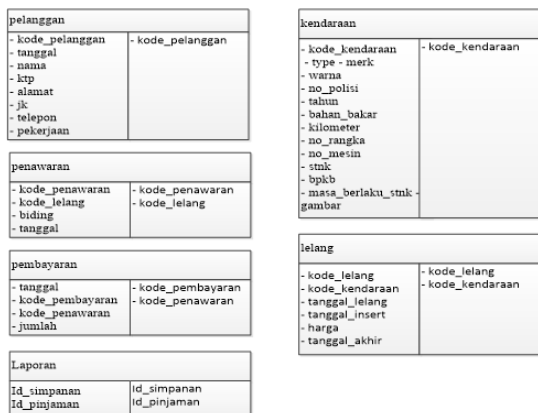 pelanggan
- kode_pelanggan
- tanggal
- nama
- ktp
- alamat
- jk
- telepon
- pekerjaan
- kode_pelanggan
penawaran
- kode_penawaran
- kode_lelang
- biding
- tanggal
- kode_penawaran
- kode_lelang
pembayaran
- tanggal
- kode_pembayaran
- kode_penawaran
- jumlah
- kode_pembayaran
- kode_penawaran
Laporan
Id_simpanan
Id_pinjaman
Id_simpanan
Id_pinjaman
kendaraan
- kode_kendaraan
- type - merk
- warna
- no_polisi
- tahun
- bahan_bakar
- kilometer
- no_rangka
- no_mesin
- stnk
- bpkb
- masa_berlaku_stnk -
gambar
- kode_kendaraan
lelang
- kode_lelang
- kode_kendaraan
- tanggal_lelang
- tanggal_insert
- harga
- tanggal_akhir
- kode_lelang
- kode_kendaraan